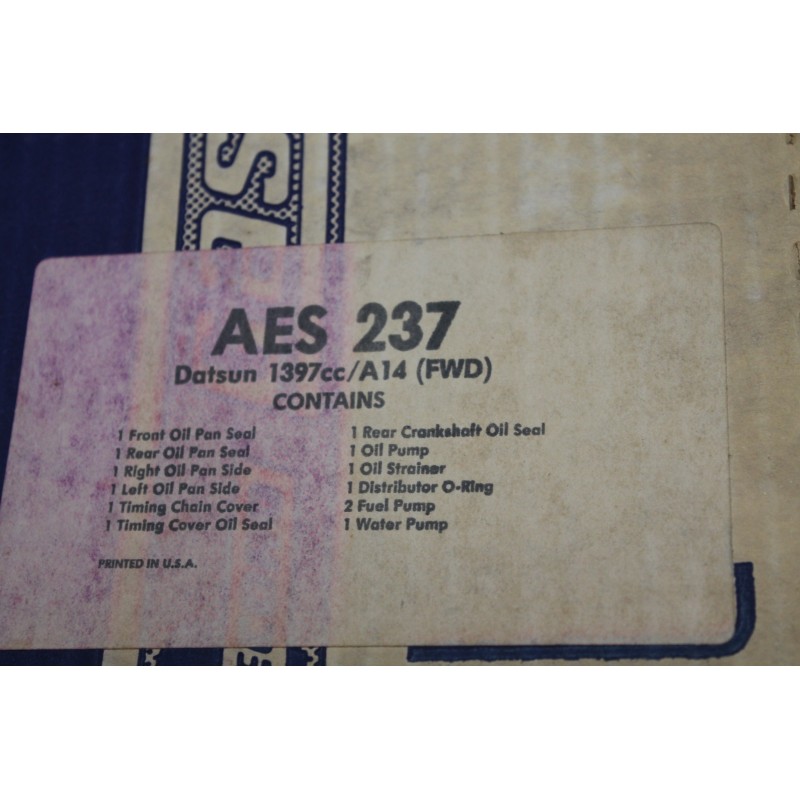 AES 237
Datsun 1397cc/A14 (FWD)
CONTAINS
1 Front Oil Pan Seal
1 Rear Oil Pan Seal
1 Right Oil Pan Side
1 Left Oil Pan Side
1 Timing Chain Cover
1 Timing Cover Oil Seal
1 Rear Crankshaft Oil Seal
1 Oil Pump
1 Oil Strainer
1 Distributor O-Ring
2 Fuel Pump
1 Water Pump
PRINTED IN U.S.A.